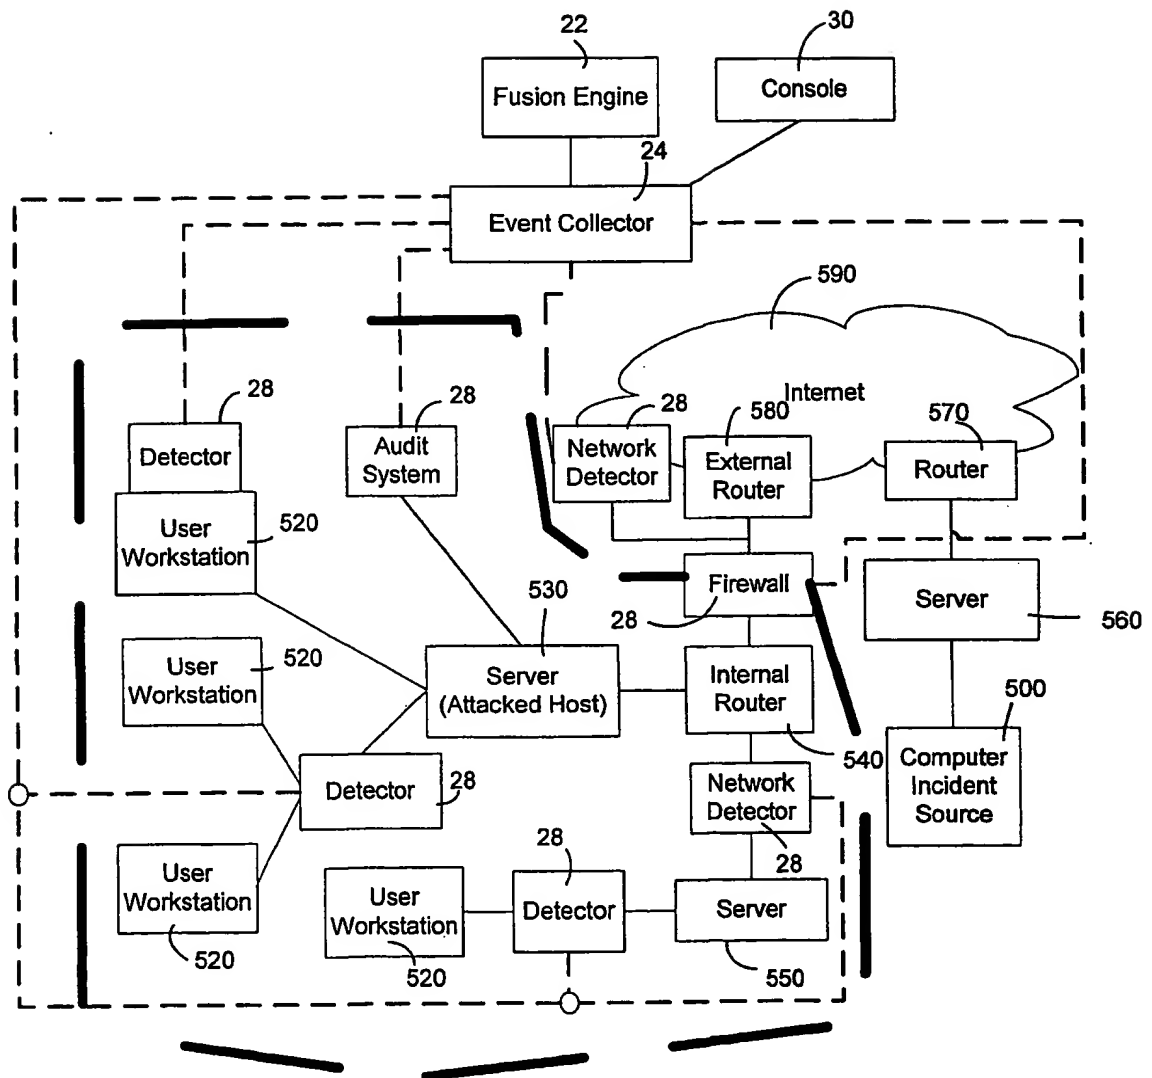 22
30
Fusion Engine
Console
24
Event Collector
590
Internet
28
28
28
580
570
Detector
Audit
System
Network
Detector
External
Router
Router
User
Workstation
520
Firewall
28
Server
560
530
User
Workstation
520
Server
(Attacked Host)
Internal
Router
540
500
Computer
Incident
Source
Detector
28
Network
Detector
28
User
Workstation
520
28
User
Workstation
520
Detector
Server
550